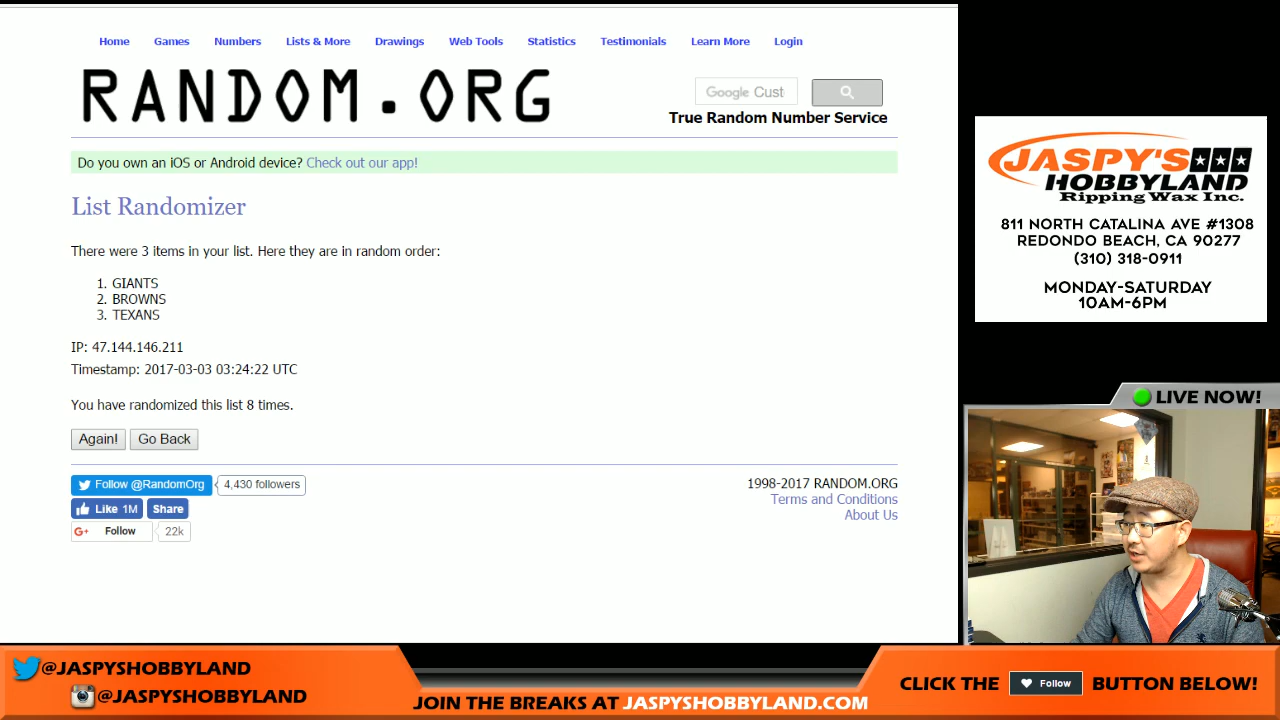 Home Games Numbers Lists & More Drawings Web Tools Statistics Testimonials Learn More Login
RANDOM.ORG
Google Cust
True Random Number Service
Do you own an iOS or Android device? Check out our app!
List Randomizer
There were 3 items in your list. Here they are in random order:
1. GIANTS
2. BROWNS
3. TEXANS
IP: 47.144.146.211
Timestamp: 2017-03-03 03:24:22 UTC
You have randomized this list 8 times.
Again! Go Back
Follow @RandomOrg 4,430 followers
Like 1M Share
G+ Follow 22k
1998-2017 RANDOM.ORG
Terms and Conditions
About Us
JASPY'S
HOBBYLAND
Ripping Wax Inc.
811 NORTH CATALINA AVE #1308
REDONDO BEACH, CA 90277
(310) 318-0911
MONDAY-SATURDAY
10AM-6PM
LIVE NOW!
@JASPYSHOBBYLAND
@JASPYSHOBBYLAND
JOIN THE BREAKS AT JASPYSHOBBYLAND.COM
CLICK THE Follow BUTTON BELOW!